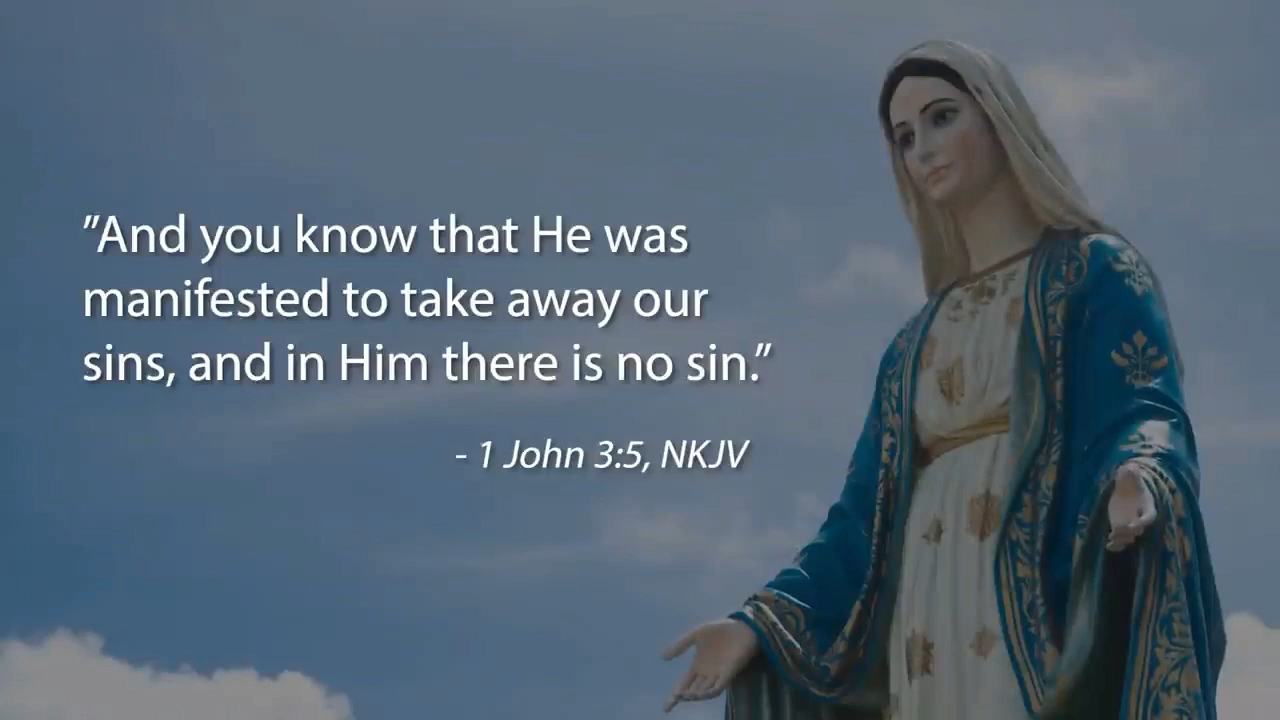 ”And you know that He was
manifested to take away our
sins, and in Him there is no sin.”
- 1 John 3:5, NKJV